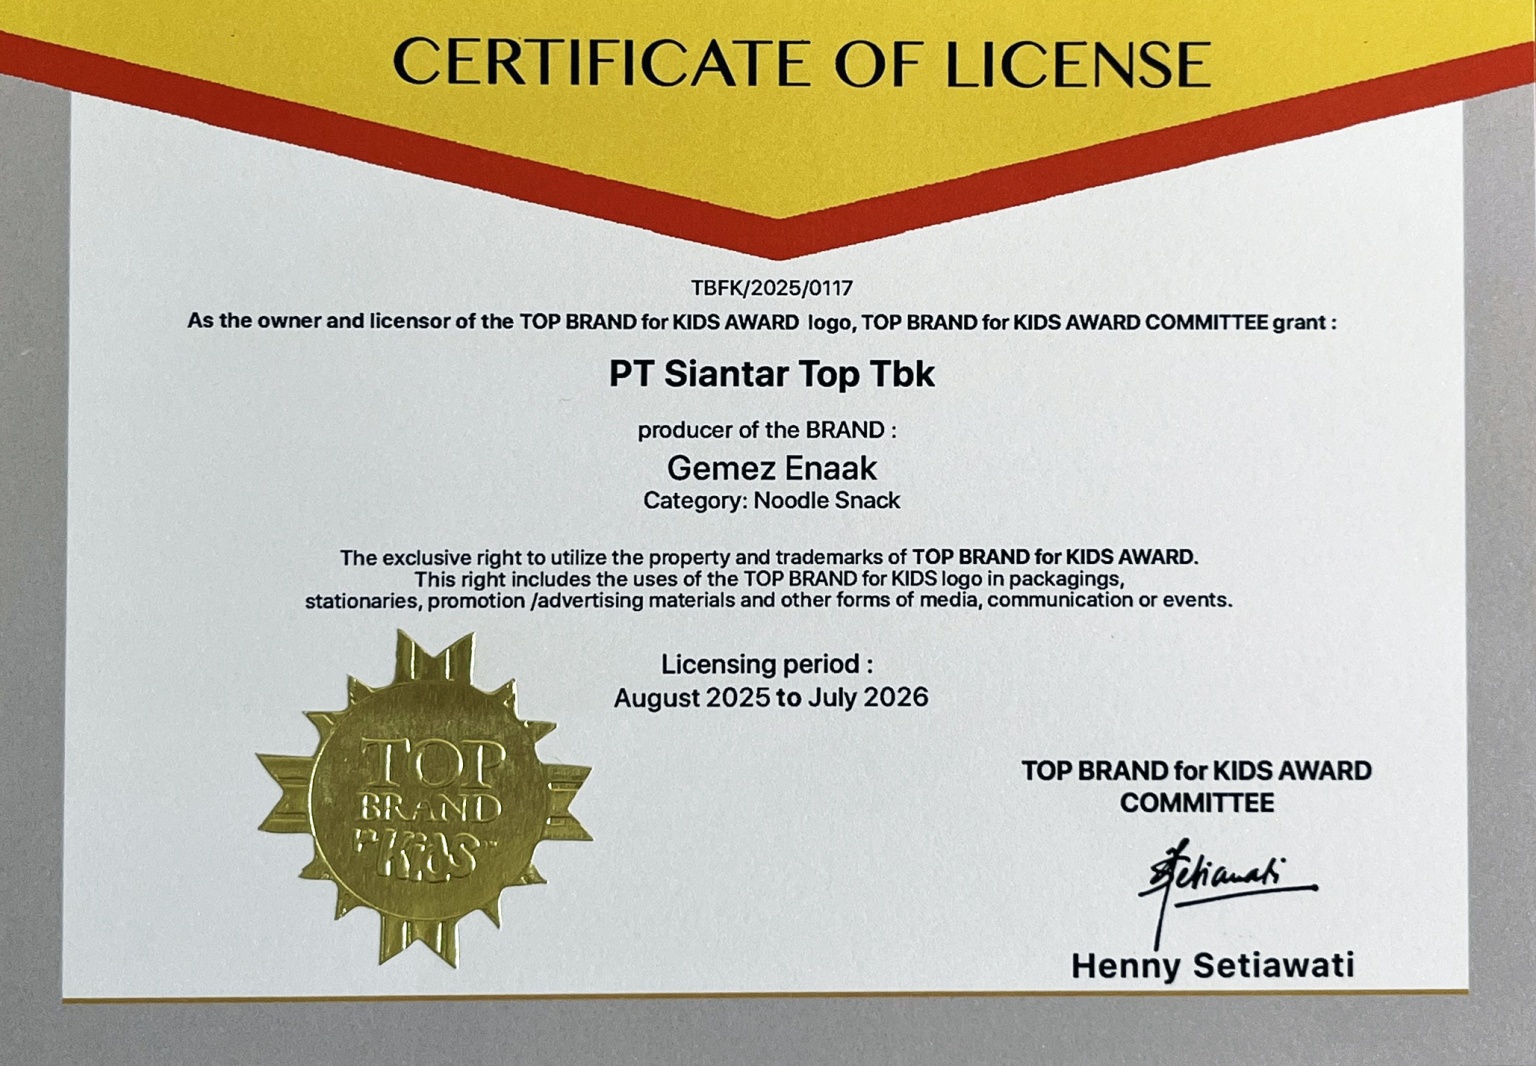 CERTIFICATE OF LICENSE
TBFK/2025/0117
As the owner and licensor of the TOP BRAND for KIDS AWARD logo, TOP BRAND for KIDS AWARD COMMITTEE grant :
PT Siantar Top Tbk
producer of the BRAND :
Gemez Enaak
Category: Noodle Snack
The exclusive right to utilize the property and trademarks of TOP BRAND for KIDS AWARD.
This right includes the uses of the TOP BRAND for KIDS logo in packagings,
stationaries, promotion /advertising materials and other forms of media, communication or events.
Licensing period :
August 2025 to July 2026
TOP
BRAND
for KiDS
TOP BRAND for KIDS AWARD
COMMITTEE
Setiawati
Henny Setiawati